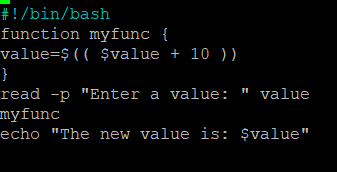 #!/bin/bash
function myfunc {
value=$(( $value + 10 ))
}
read -p "Enter a value: " value
myfunc
echo "The new value is: $value"